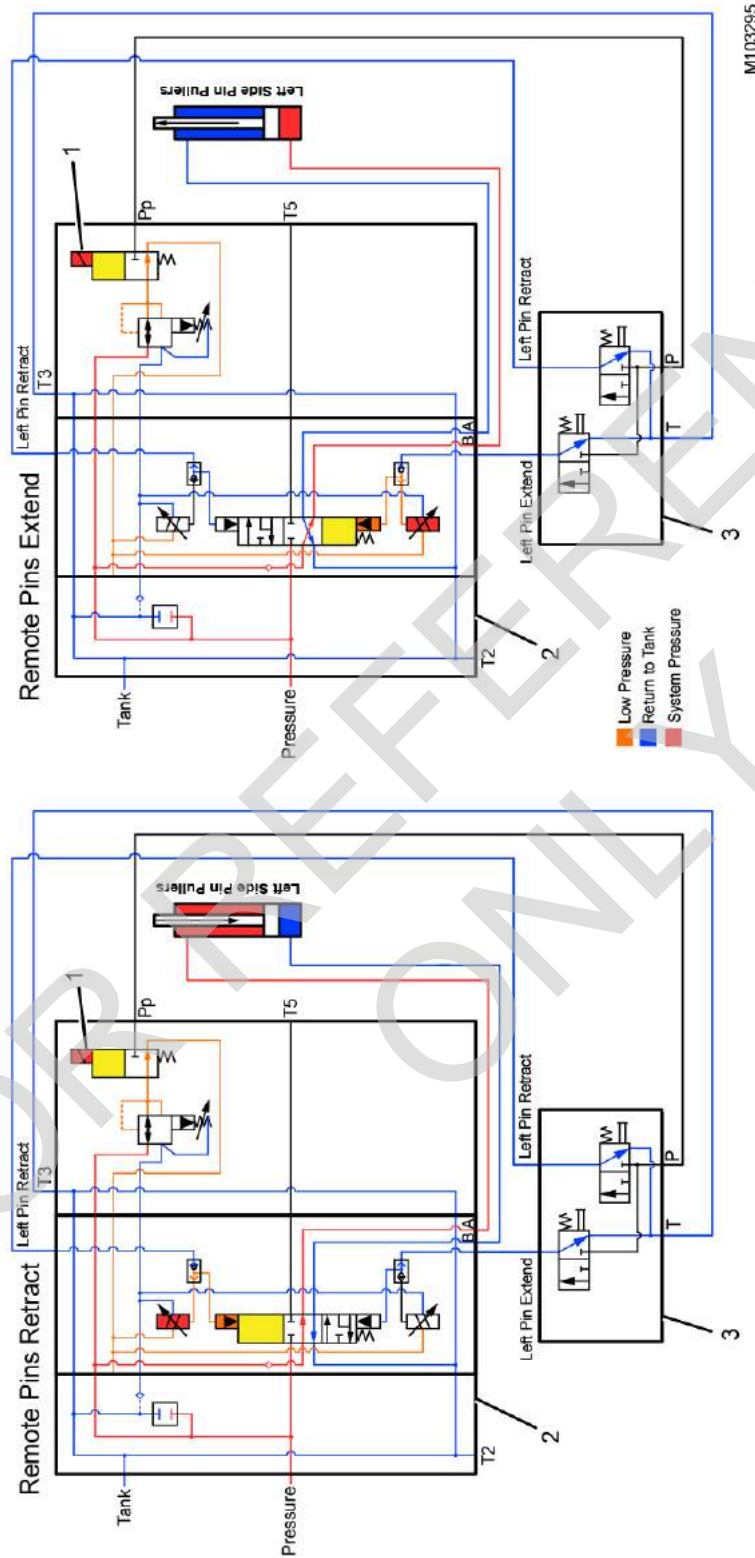 Remote Pins Retract
Tank
Pressure
T2
2
Left Pin Retract
T3
1
Pp
T5
B
A
Left Side Pin Pullers
Left Pin Extend
Left Pin Retract
T
P
3
Remote Pins Extend
Tank
Pressure
T2
2
Left Pin Retract
T3
1
Pp
T5
B
A
Left Side Pin Pullers
Left Pin Extend
Left Pin Retract
T
P
3
Low Pressure
Return to Tank
System Pressure
M103295